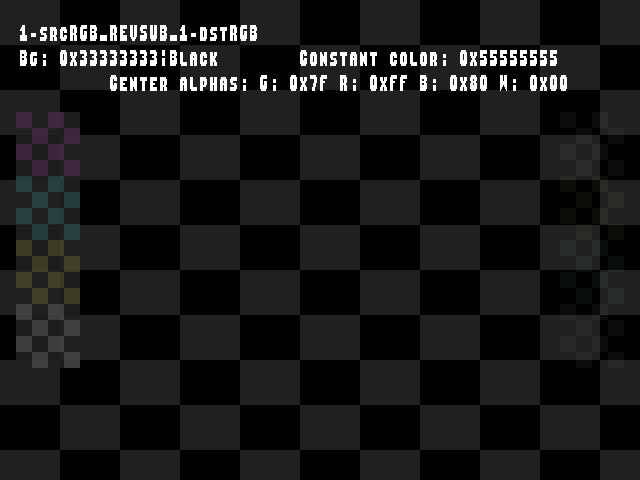 1-srcRGB_REVSUB_1-dstRGB
Bg: 0x33333333;Black Constant color: 0x55555555
Center alphas: G: 0x7f R: 0xff B: 0x80 W: 0x00